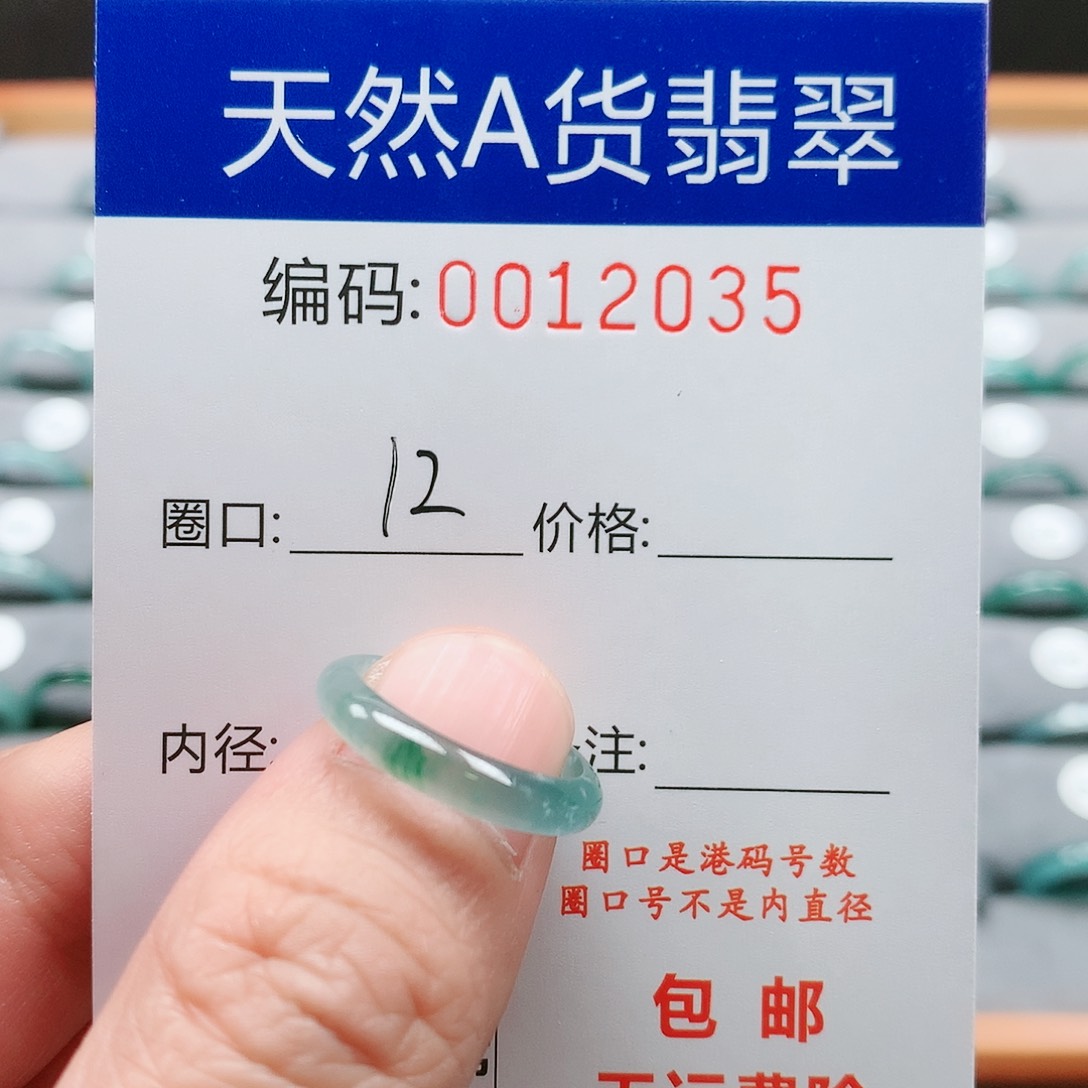 天然A货翡翠
编码:0012035
圈口: 12 价格:
内径: 注:
圈口是港码号数
圈口号不是内直径
包邮